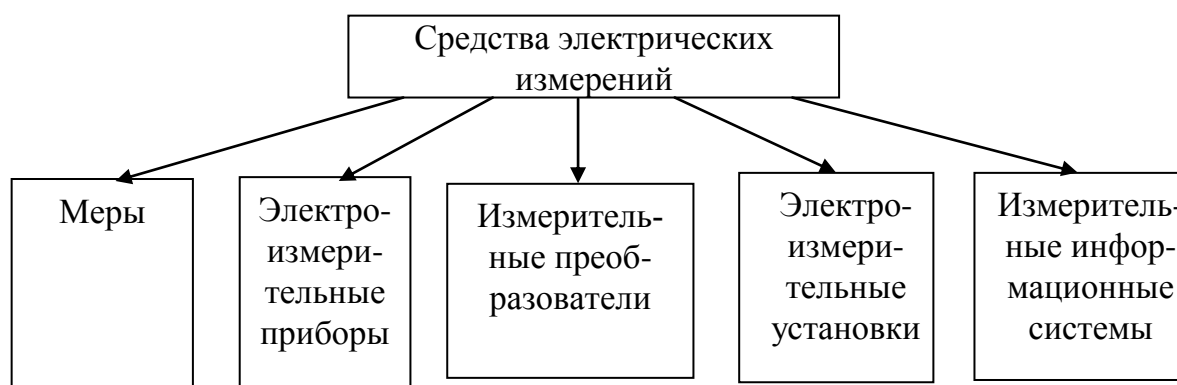 Средства электрических
измерений
Меры
Электро-
измери-
тельные
приборы
Измеритель-
ные преоб-
разователи
Электро-
измери-
тельные
установки
Измеритель-
ные инфор-
мационные
системы